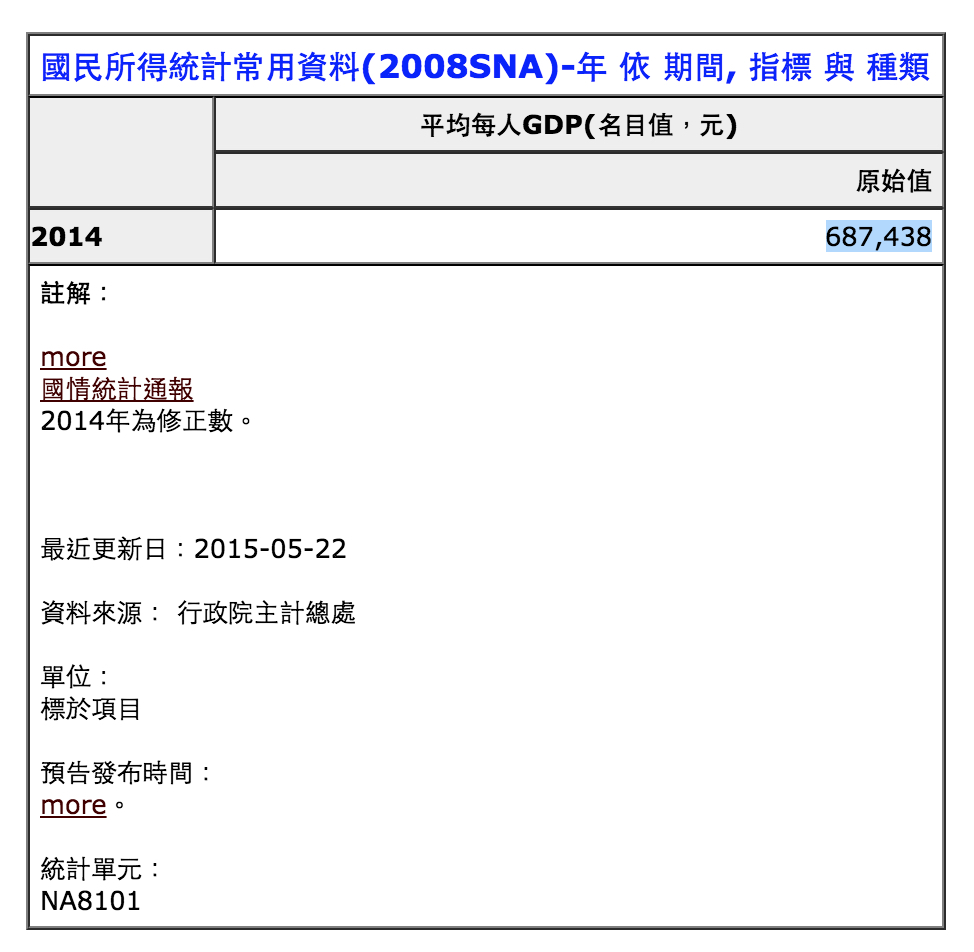 國民所得統計常用資料(2008SNA)-年 依 期間, 指標 與 種類
平均每人GDP(名目值，元)
原始值
2014 687,438
註解：
more
國情統計通報
2014年為修正數。
最近更新日：2015-05-22
資料來源： 行政院主計總處
單位：
標於項目
預告發布時間：
more。
統計單元：
NA8101